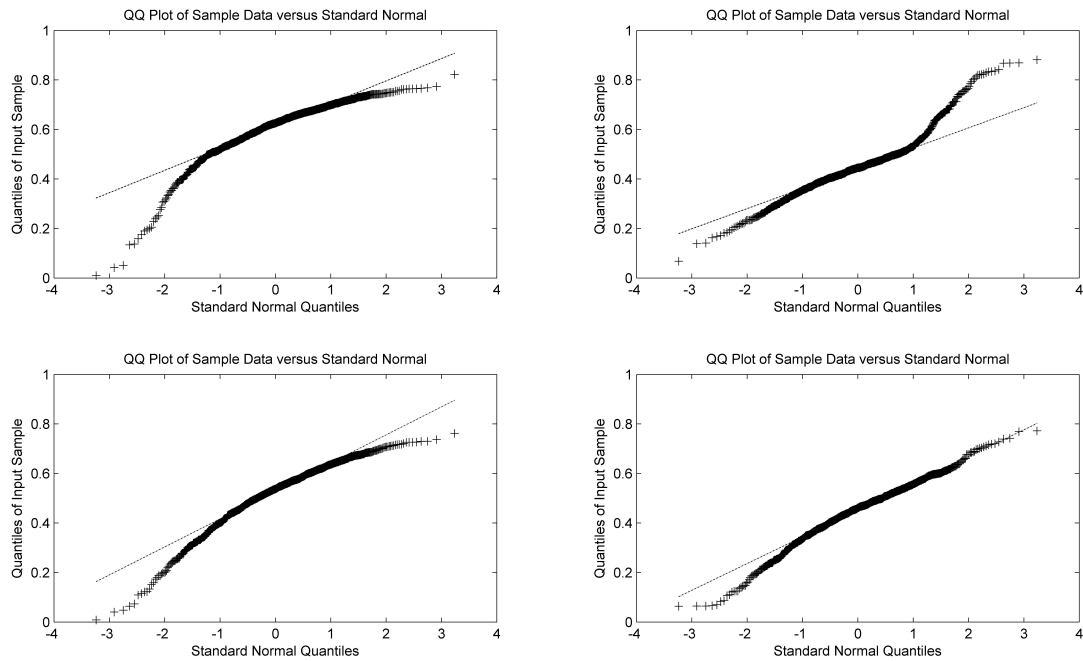 QQ Plot of Sample Data versus Standard Normal
1
0.8
0.6
0.4
0.2
0
Quantiles of Input Sample
-4 -3 -2 -1 0 1 2 3 4
Standard Normal Quantiles
QQ Plot of Sample Data versus Standard Normal
1
0.8
0.6
0.4
0.2
0
Quantiles of Input Sample
-4 -3 -2 -1 0 1 2 3 4
Standard Normal Quantiles
QQ Plot of Sample Data versus Standard Normal
1
0.8
0.6
0.4
0.2
0
Quantiles of Input Sample
-4 -3 -2 -1 0 1 2 3 4
Standard Normal Quantiles
QQ Plot of Sample Data versus Standard Normal
1
0.8
0.6
0.4
0.2
0
Quantiles of Input Sample
-4 -3 -2 -1 0 1 2 3 4
Standard Normal Quantiles